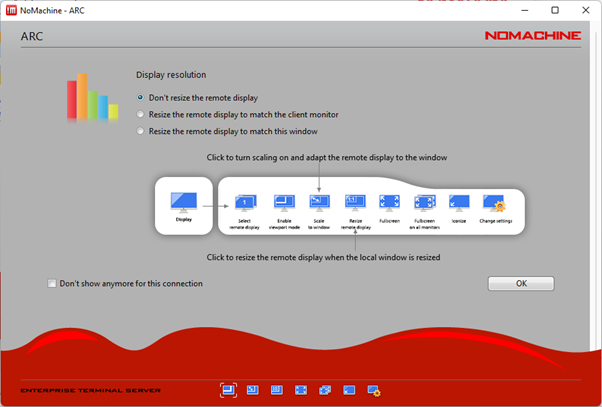 NoMachine - ARC
ARC
NOMACHINE
Display resolution
Don't resize the remote display
Resize the remote display to match the client monitor
Resize the remote display to match this window
Click to turn scaling on and adapt the remote display to the window
Display
Select remote display
Enable viewport mode
Scale to window
Resize remote display
Fullscreen
Fullscreen on all monitors
Iconize
Change settings
Click to resize the remote display when the local window is resized
Don't show anymore for this connection
OK
ENTERPRISE TERMINAL SERVER